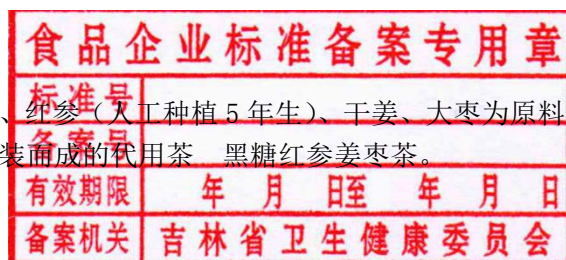 食品企业标准备案专用章
标准号
、红参（人工种植5年生）、干姜、大枣为原料
备案号
装而成的代用茶 黑糖红参姜枣茶。
有效期限 年 月 日至 年 月 日
备案机关 吉林省卫生健康委员会